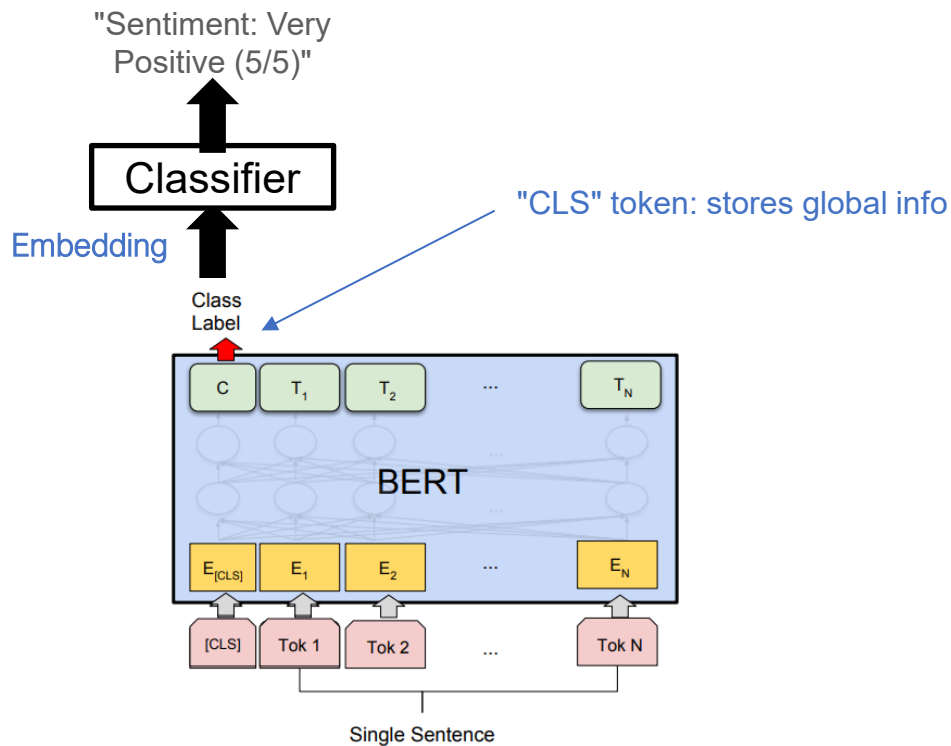 "Sentiment: Very
Positive (5/5)"
Classifier
"CLS" token: stores global info
Embedding
Class
Label
C T1 T2 ... TN
...
BERT
...
E[CLS] E1 E2 ... EN
[CLS] Tok 1 Tok 2 ... Tok N
Single Sentence